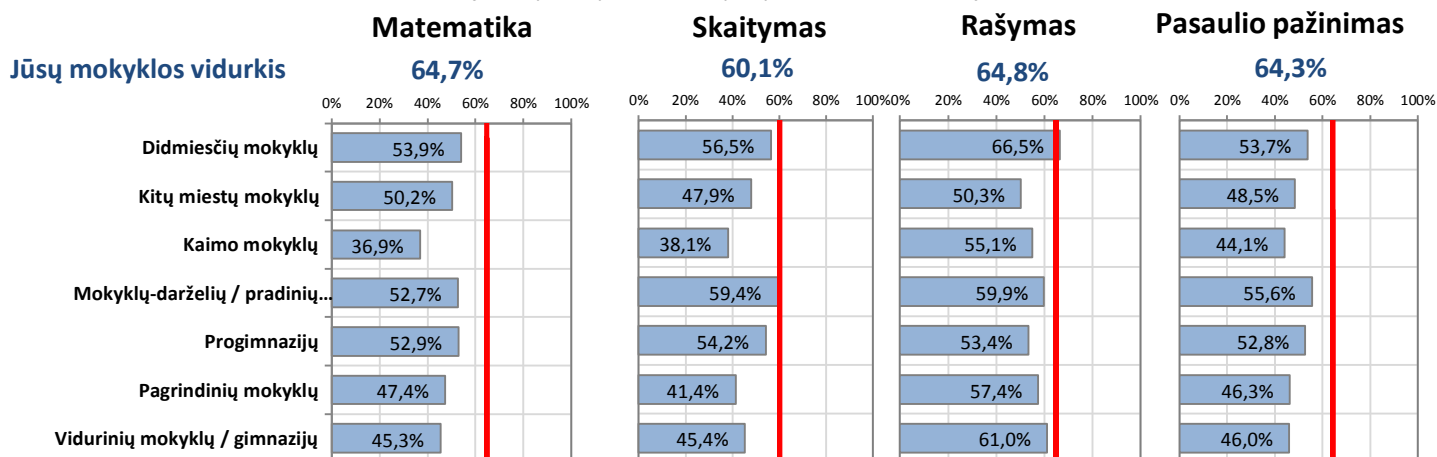 Matematika Skaitymas Rašymas Pasaulio pažinimas
Jūsų mokyklos vidurkis 64,7% 60,1% 64,8% 64,3%
0% 20% 40% 60% 80% 100% 0% 20% 40% 60% 80% 100% 0% 20% 40% 60% 80% 100% 0% 20% 40% 60% 80% 100%
Didmiesčių mokyklų 53,9% 56,5% 66,5% 53,7%
Kitų miestų mokyklų 50,2% 47,9% 50,3% 48,5%
Kaimo mokyklų 36,9% 38,1% 55,1% 44,1%
Mokyklų-darželių / pradinių... 52,7% 59,4% 59,9% 55,6%
Progimnazijų 52,9% 54,2% 53,4% 52,8%
Pagrindinių mokyklų 47,4% 41,4% 57,4% 46,3%
Vidurinių mokyklų / gimnazijų 45,3% 45,4% 61,0% 46,0%